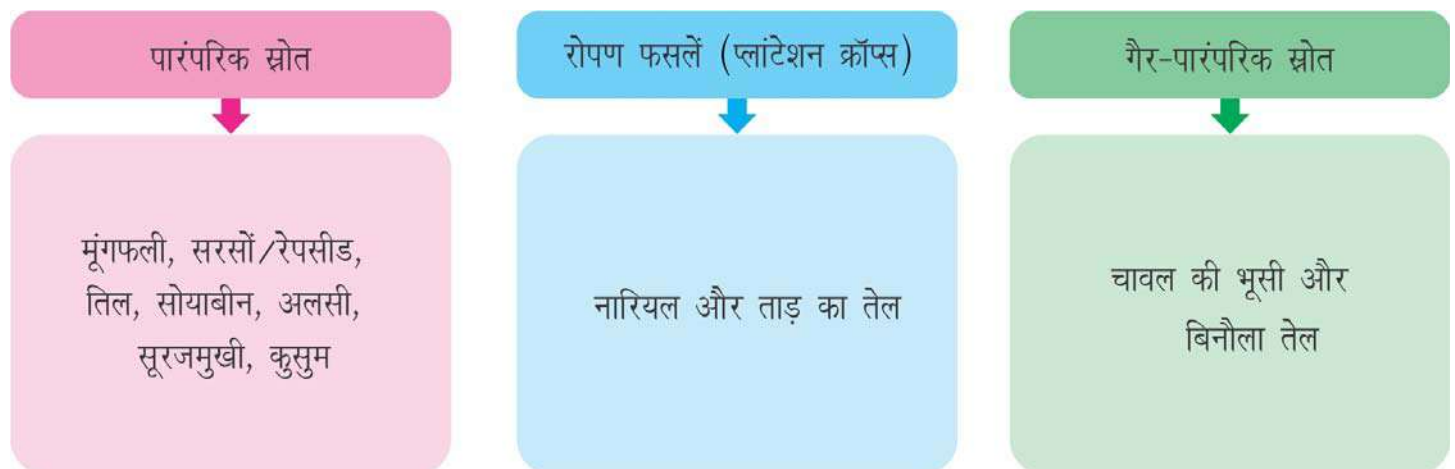 पारंपरिक स्रोत
मूंगफली, सरसों/रेपसीड,
तिल, सोयाबीन, अलसी,
सूरजमुखी, कुसुम
रोपण फसलें (प्लांटेशन क्रॉप्स)
नारियल और ताड़ का तेल
गैर-पारंपरिक स्रोत
चावल की भूसी और
बिनौला तेल